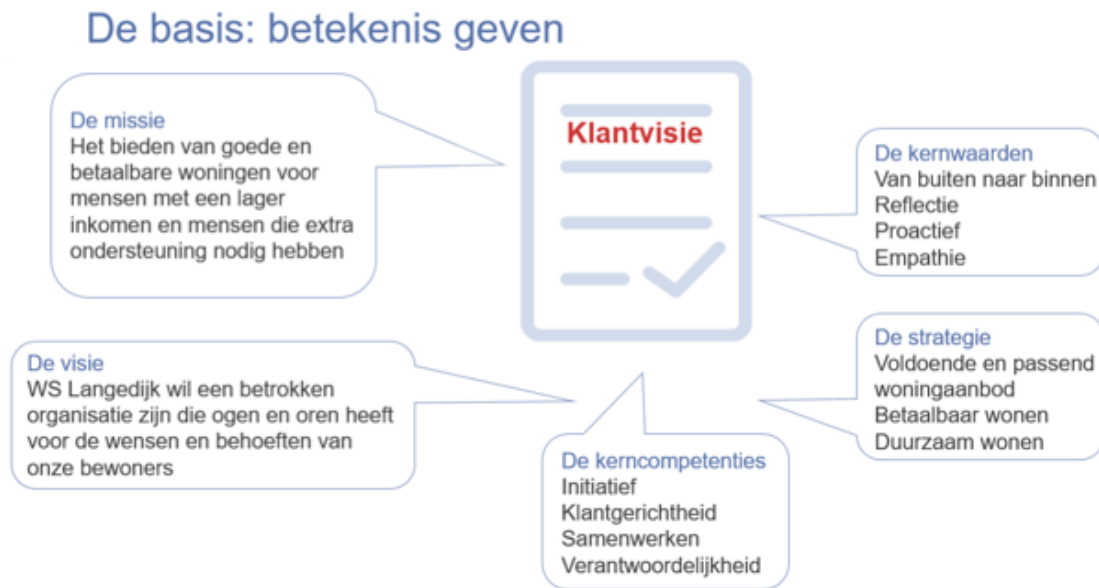 De basis: betekenis geven
De missie
Het bieden van goede en
betaalbare woningen voor
mensen met een lager
inkomen en mensen die extra
ondersteuning nodig hebben
Klantvisie
De kernwaarden
Van buiten naar binnen
Reflectie
Proactief
Empathie
De visie
WS Langedijk wil een betrokken
organisatie zijn die ogen en oren heeft
voor de wensen en behoeften van
onze bewoners
De kerncompetenties
Initiatief
Klantgerichtheid
Samenwerken
Verantwoordelijkheid
De strategie
Voldoende en passend
woningaanbod
Betaalbaar wonen
Duurzaam wonen